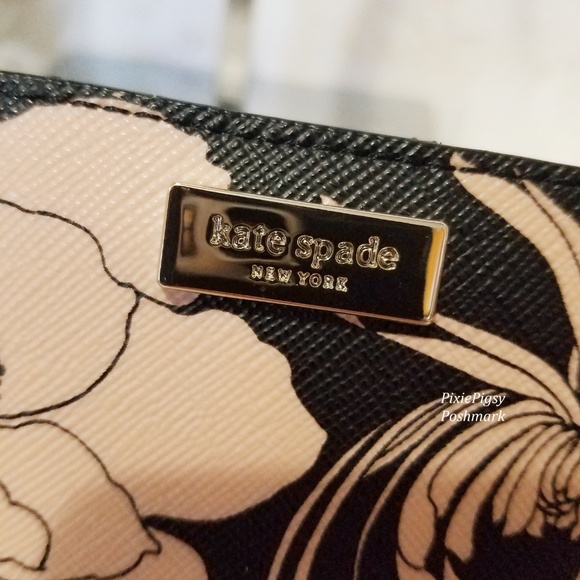 kate spade
NEW YORK
PixiePigsy
Poshmark